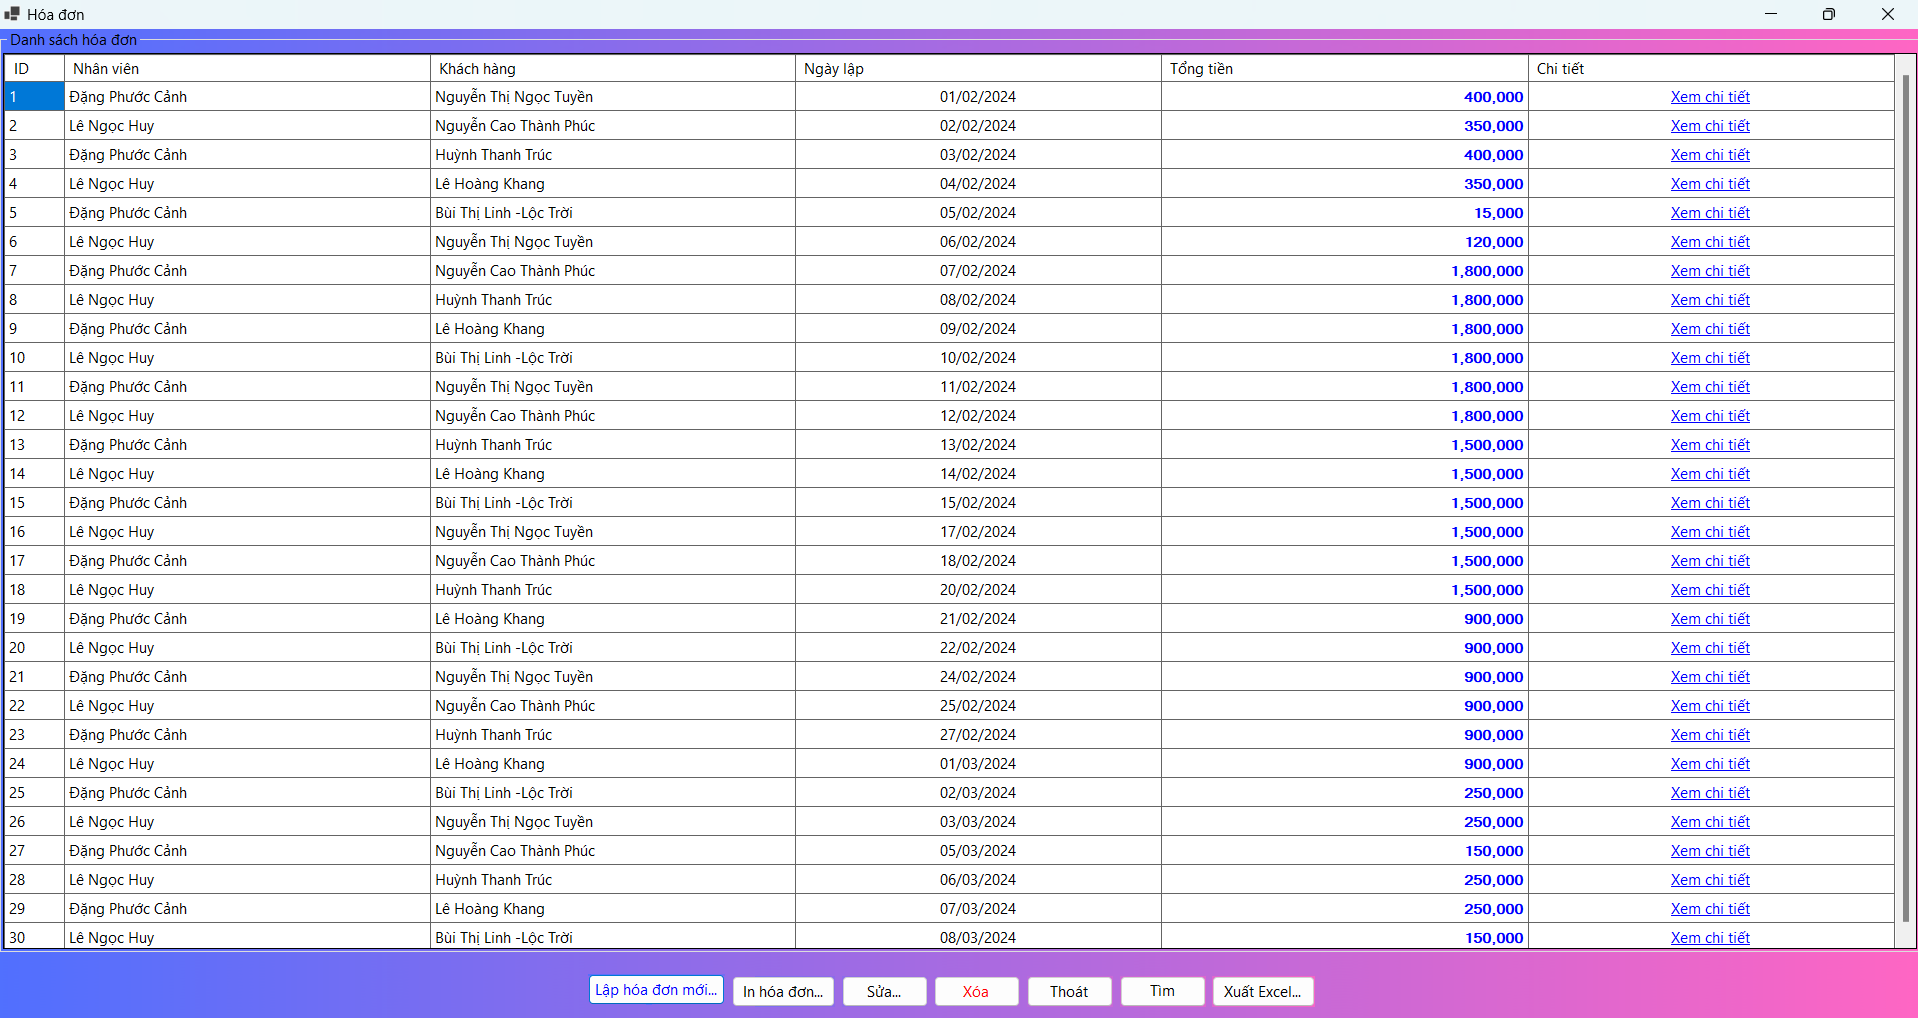 Hóa đơn
Danh sách hóa đơn
ID Nhân viên Khách hàng Ngày lập Tổng tiền Chi tiết
1 Đặng Phước Cảnh Nguyễn Thị Ngọc Tuyền 01/02/2024 400,000 Xem chi tiết
2 Lê Ngọc Huy Nguyễn Cao Thành Phúc 02/02/2024 350,000 Xem chi tiết
3 Đặng Phước Cảnh Huỳnh Thanh Trúc 03/02/2024 400,000 Xem chi tiết
4 Lê Ngọc Huy Lê Hoàng Khang 04/02/2024 350,000 Xem chi tiết
5 Đặng Phước Cảnh Bùi Thị Linh -Lộc Trời 05/02/2024 15,000 Xem chi tiết
6 Lê Ngọc Huy Nguyễn Thị Ngọc Tuyền 06/02/2024 120,000 Xem chi tiết
7 Đặng Phước Cảnh Nguyễn Cao Thành Phúc 07/02/2024 1,800,000 Xem chi tiết
8 Lê Ngọc Huy Huỳnh Thanh Trúc 08/02/2024 1,800,000 Xem chi tiết
9 Đặng Phước Cảnh Lê Hoàng Khang 09/02/2024 1,800,000 Xem chi tiết
10 Lê Ngọc Huy Bùi Thị Linh -Lộc Trời 10/02/2024 1,800,000 Xem chi tiết
11 Đặng Phước Cảnh Nguyễn Thị Ngọc Tuyền 11/02/2024 1,800,000 Xem chi tiết
12 Lê Ngọc Huy Nguyễn Cao Thành Phúc 12/02/2024 1,800,000 Xem chi tiết
13 Đặng Phước Cảnh Huỳnh Thanh Trúc 13/02/2024 1,500,000 Xem chi tiết
14 Lê Ngọc Huy Lê Hoàng Khang 14/02/2024 1,500,000 Xem chi tiết
15 Đặng Phước Cảnh Bùi Thị Linh -Lộc Trời 15/02/2024 1,500,000 Xem chi tiết
16 Lê Ngọc Huy Nguyễn Thị Ngọc Tuyền 17/02/2024 1,500,000 Xem chi tiết
17 Đặng Phước Cảnh Nguyễn Cao Thành Phúc 18/02/2024 1,500,000 Xem chi tiết
18 Lê Ngọc Huy Huỳnh Thanh Trúc 20/02/2024 1,500,000 Xem chi tiết
19 Đặng Phước Cảnh Lê Hoàng Khang 21/02/2024 900,000 Xem chi tiết
20 Lê Ngọc Huy Bùi Thị Linh -Lộc Trời 22/02/2024 900,000 Xem chi tiết
21 Đặng Phước Cảnh Nguyễn Thị Ngọc Tuyền 24/02/2024 900,000 Xem chi tiết
22 Lê Ngọc Huy Nguyễn Cao Thành Phúc 25/02/2024 900,000 Xem chi tiết
23 Đặng Phước Cảnh Huỳnh Thanh Trúc 27/02/2024 900,000 Xem chi tiết
24 Lê Ngọc Huy Lê Hoàng Khang 01/03/2024 900,000 Xem chi tiết
25 Đặng Phước Cảnh Bùi Thị Linh -Lộc Trời 02/03/2024 250,000 Xem chi tiết
26 Lê Ngọc Huy Nguyễn Thị Ngọc Tuyền 03/03/2024 250,000 Xem chi tiết
27 Đặng Phước Cảnh Nguyễn Cao Thành Phúc 05/03/2024 150,000 Xem chi tiết
28 Lê Ngọc Huy Huỳnh Thanh Trúc 06/03/2024 250,000 Xem chi tiết
29 Đặng Phước Cảnh Lê Hoàng Khang 07/03/2024 250,000 Xem chi tiết
30 Lê Ngọc Huy Bùi Thị Linh -Lộc Trời 08/03/2024 150,000 Xem chi tiết
Lập hóa đơn mới... In hóa đơn... Sửa... Xóa Thoát Tìm Xuất Excel...